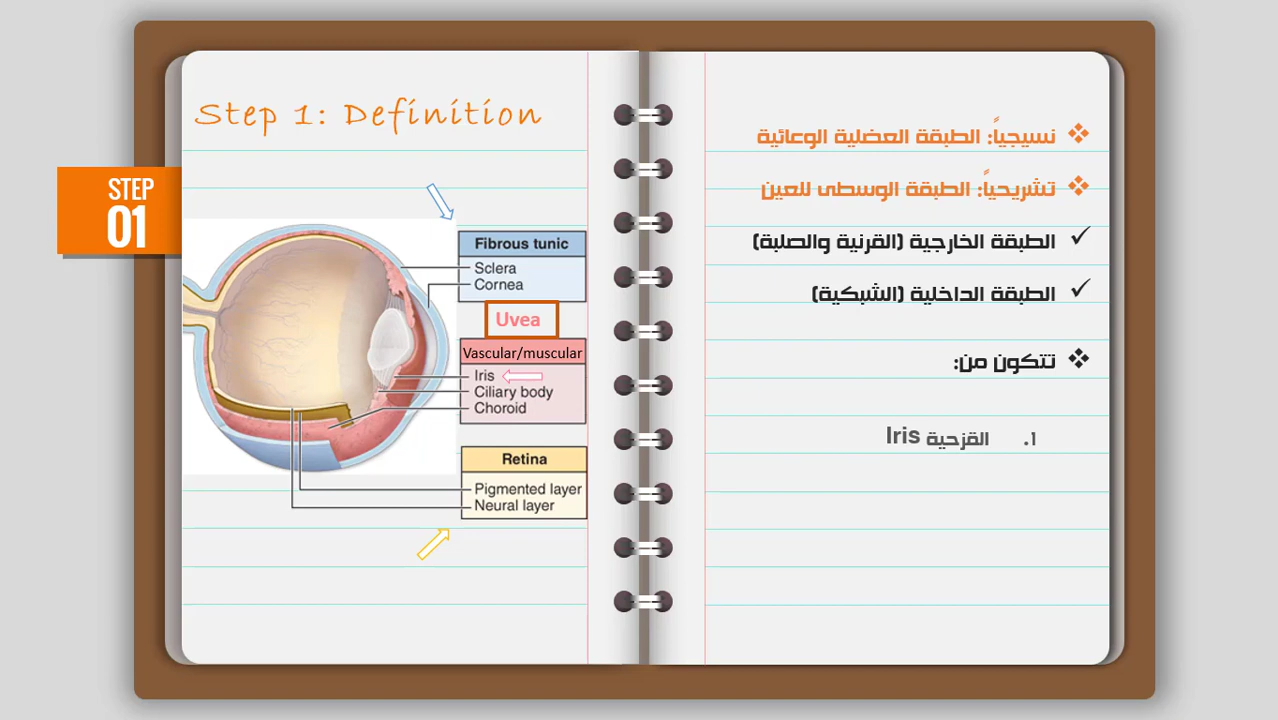 Step 1: Definition
STEP
01
Fibrous tunic
Sclera
Cornea
Uvea
Vascular/muscular
Iris
Ciliary body
Choroid
Retina
Pigmented layer
Neural layer
❖ نسيجياً: الطبقة العضلية الوعائية
❖ تشريحياً: الطبقة الوسطى للعين
✓ الطبقة الخارجية (القرنية والصلبة)
✓ الطبقة الداخلية (الشبكية)
❖ تتكون من:
١. القزحية Iris